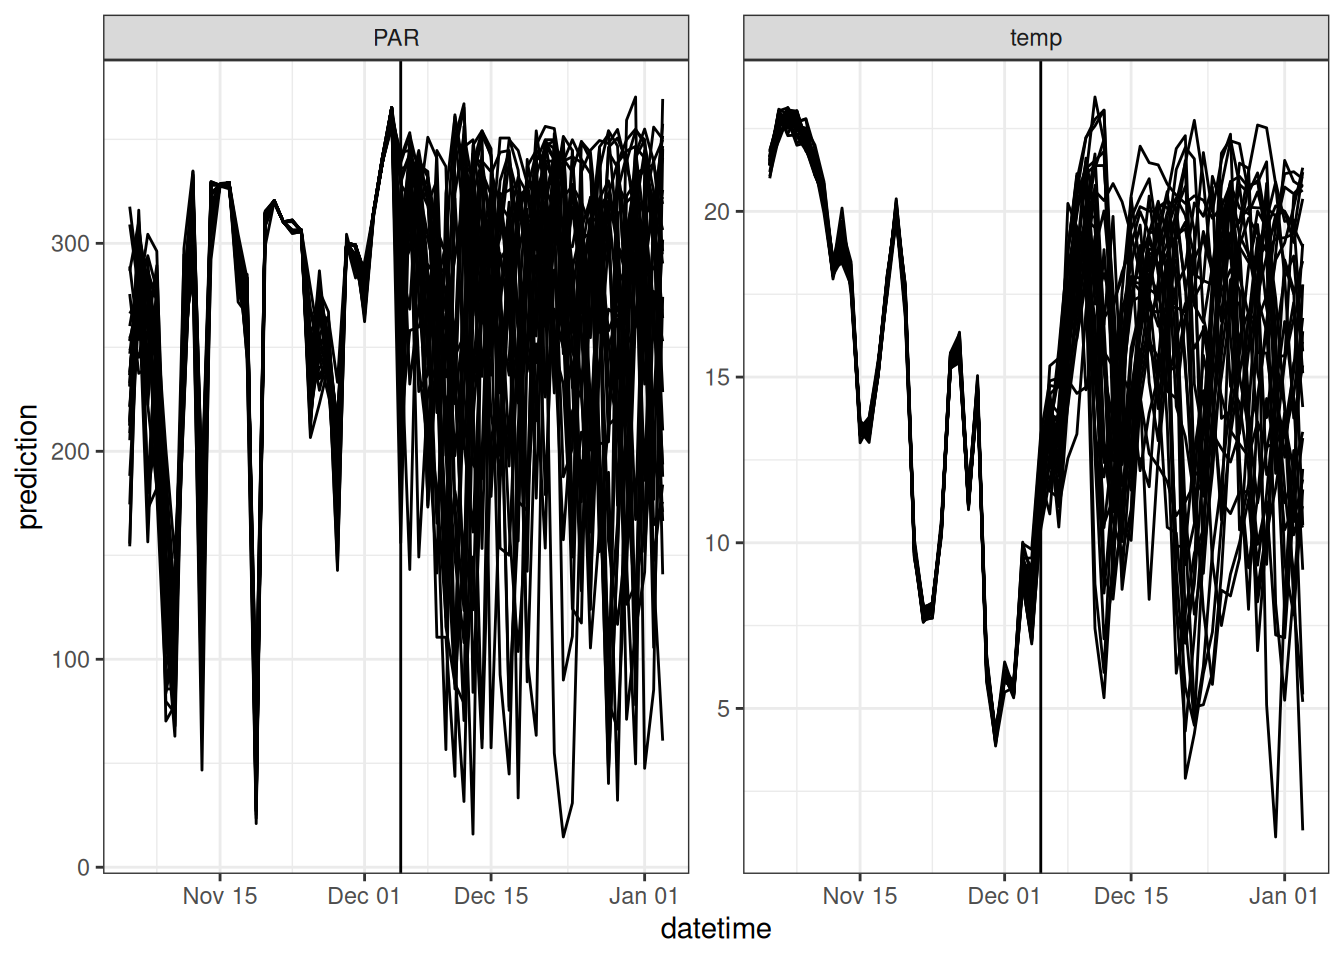 PAR
temp
prediction
300
200
100
0
20
15
10
5
Nov 15
Dec 01
Dec 15
Jan 01
Nov 15
Dec 01
Dec 15
Jan 01
datetime